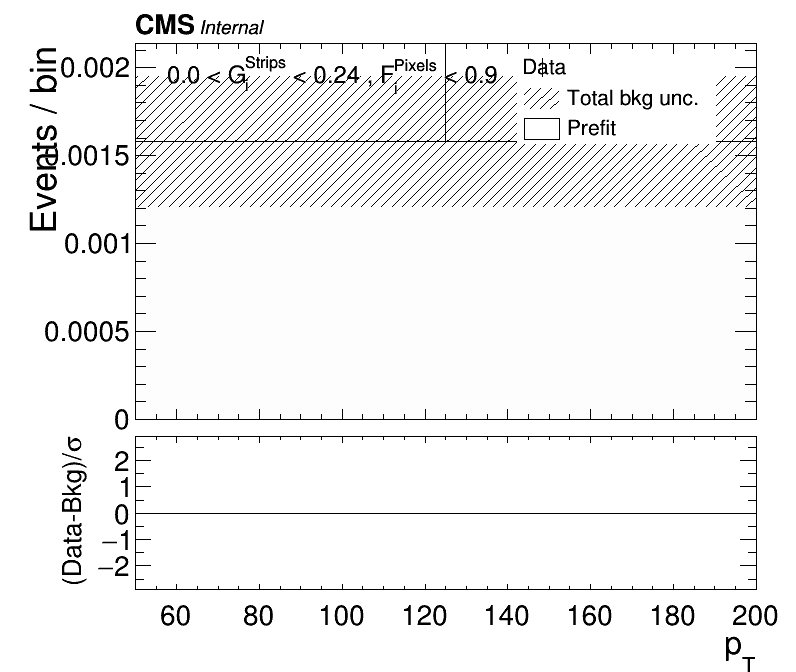 CMS Internal
0.0 < G_i^Strips < 0.24 , F_i^Pixels < 0.9
Data
Total bkg unc.
Prefit
Events / bin
0.002
0.0015
0.001
0.0005
0
(Data-Bkg)/σ
2
1
0
−1
−2
60 80 100 120 140 160 180 200
p_T